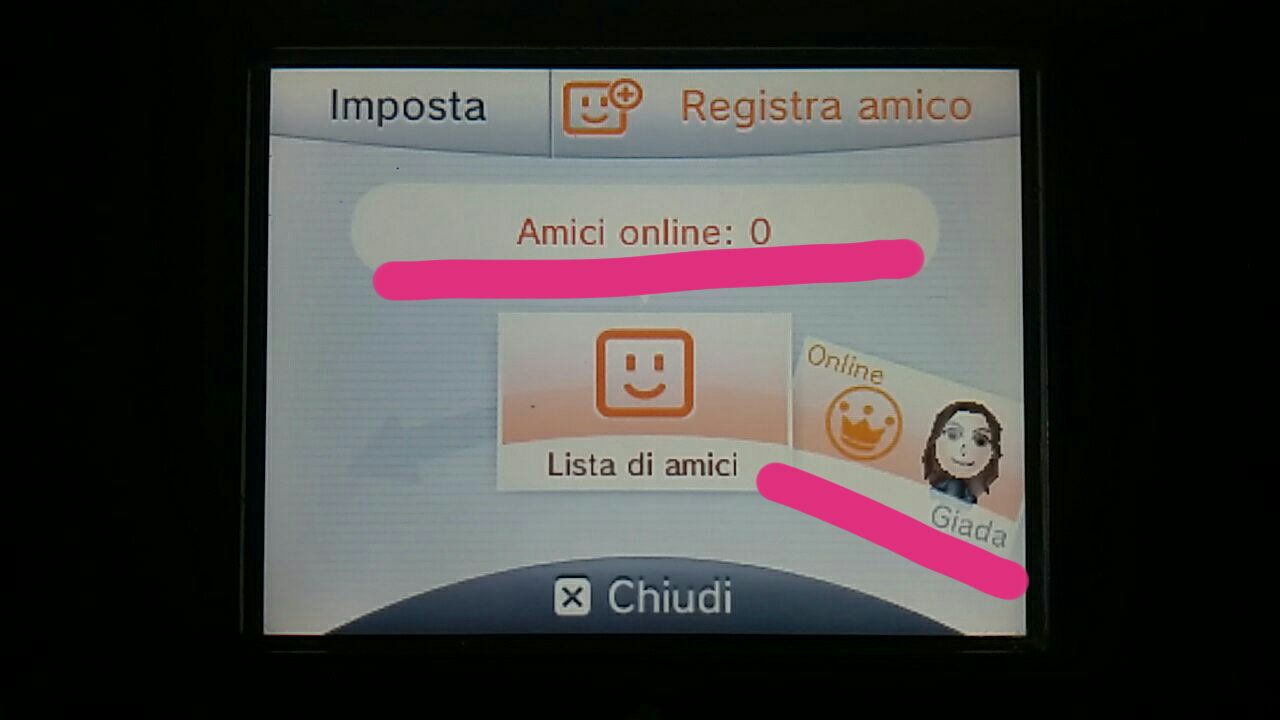 Imposta
Registra amico
Amici online: 0
Lista di amici
Online
Giada
Chiudi